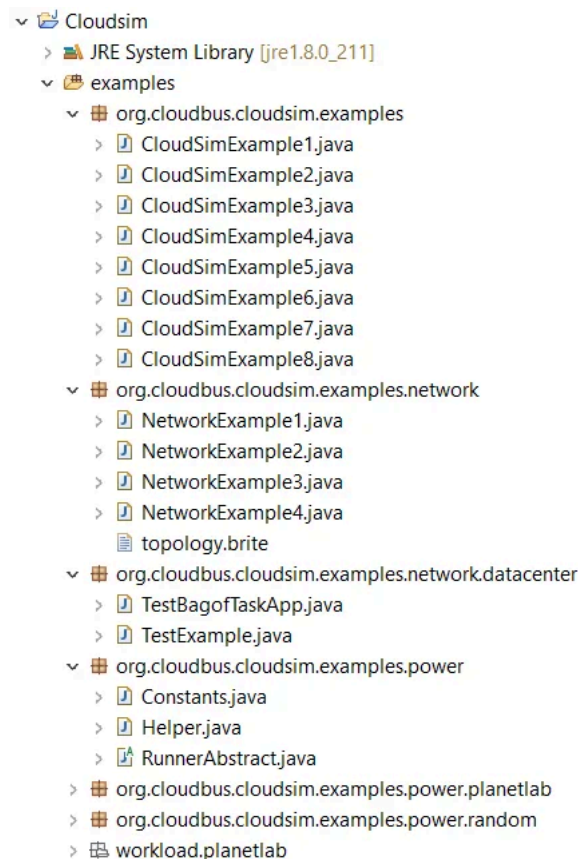 Cloudsim
JRE System Library [jre1.8.0_211]
examples
org.cloudbus.cloudsim.examples
CloudSimExample1.java
CloudSimExample2.java
CloudSimExample3.java
CloudSimExample4.java
CloudSimExample5.java
CloudSimExample6.java
CloudSimExample7.java
CloudSimExample8.java
org.cloudbus.cloudsim.examples.network
NetworkExample1.java
NetworkExample2.java
NetworkExample3.java
NetworkExample4.java
topology.brite
org.cloudbus.cloudsim.examples.network.datacenter
TestBagofTaskApp.java
TestExample.java
org.cloudbus.cloudsim.examples.power
Constants.java
Helper.java
RunnerAbstract.java
org.cloudbus.cloudsim.examples.power.planetlab
org.cloudbus.cloudsim.examples.power.random
workload.planetlab